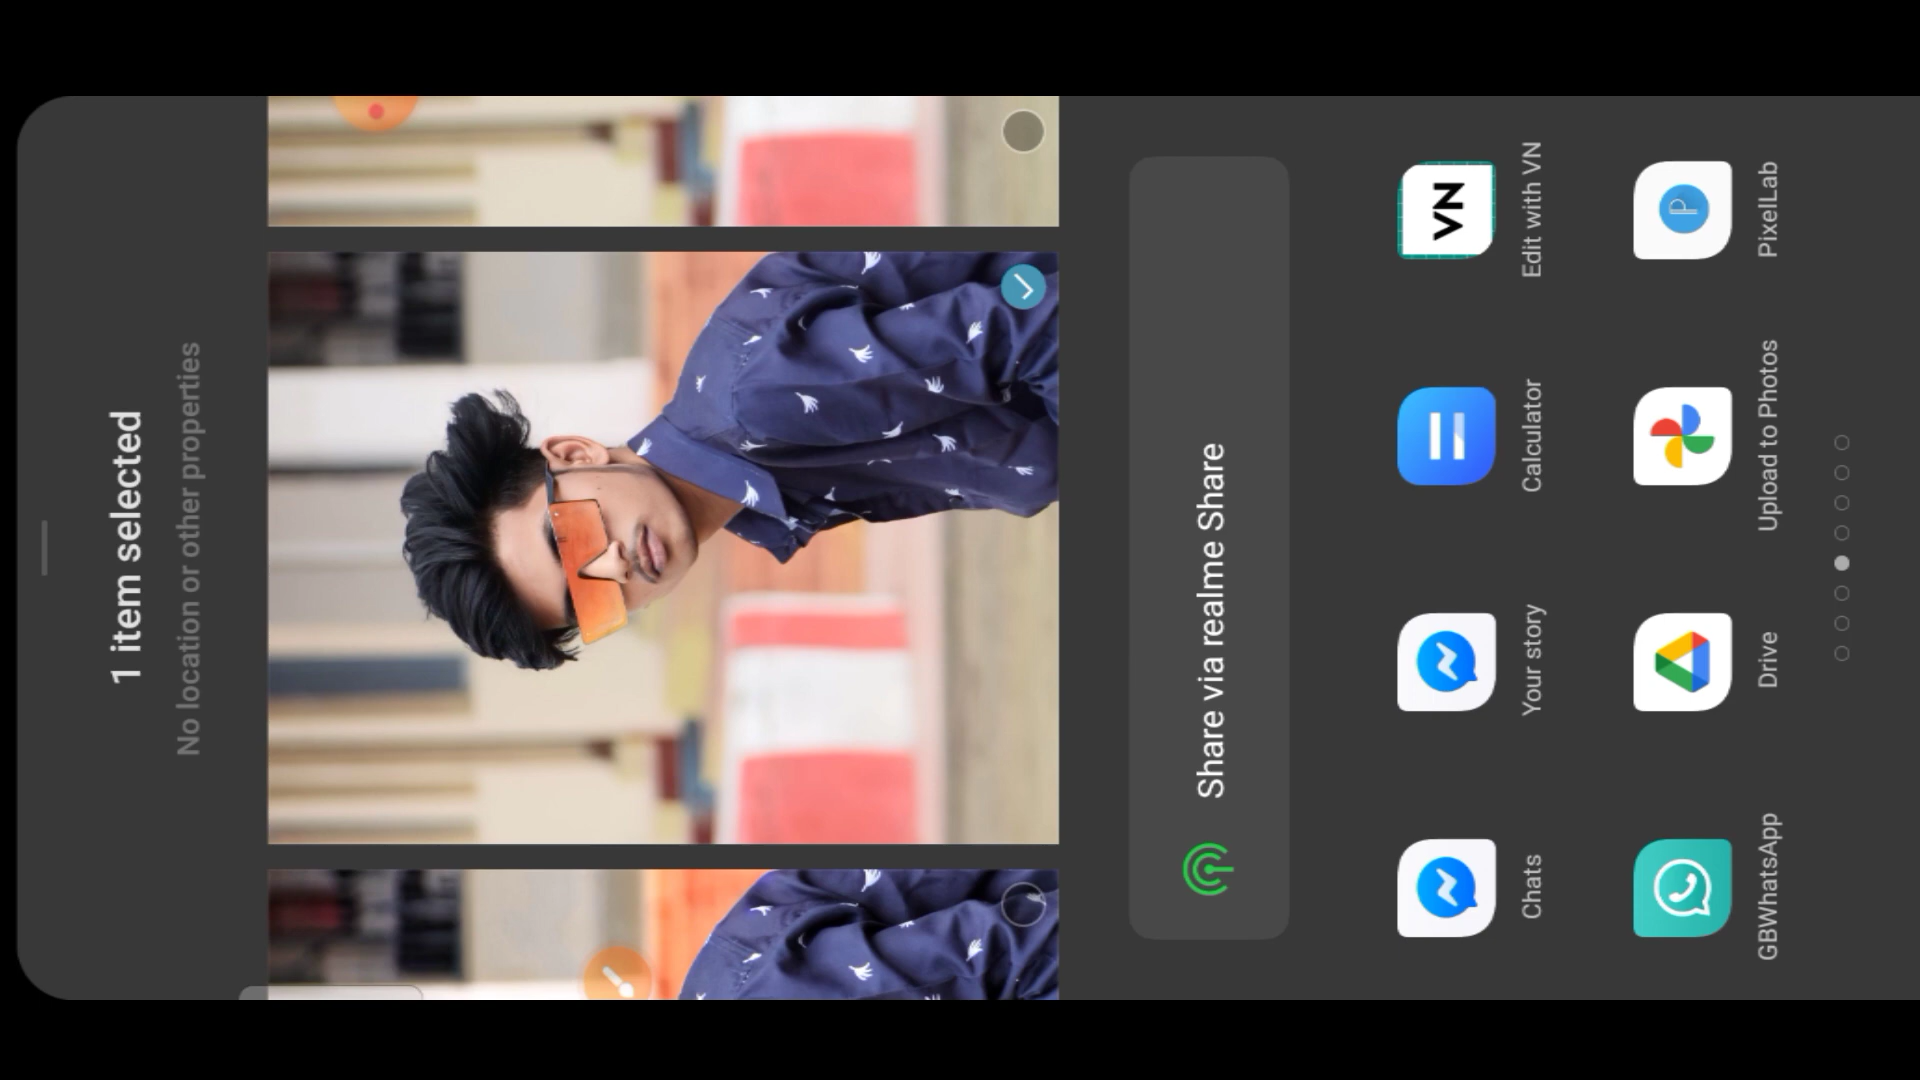 1 item selected
No location or other properties
Share via realme Share
Chats
Your story
Calculator
Edit with VN
VN
GBWhatsApp
Drive
Upload to Photos
PixelLab
P